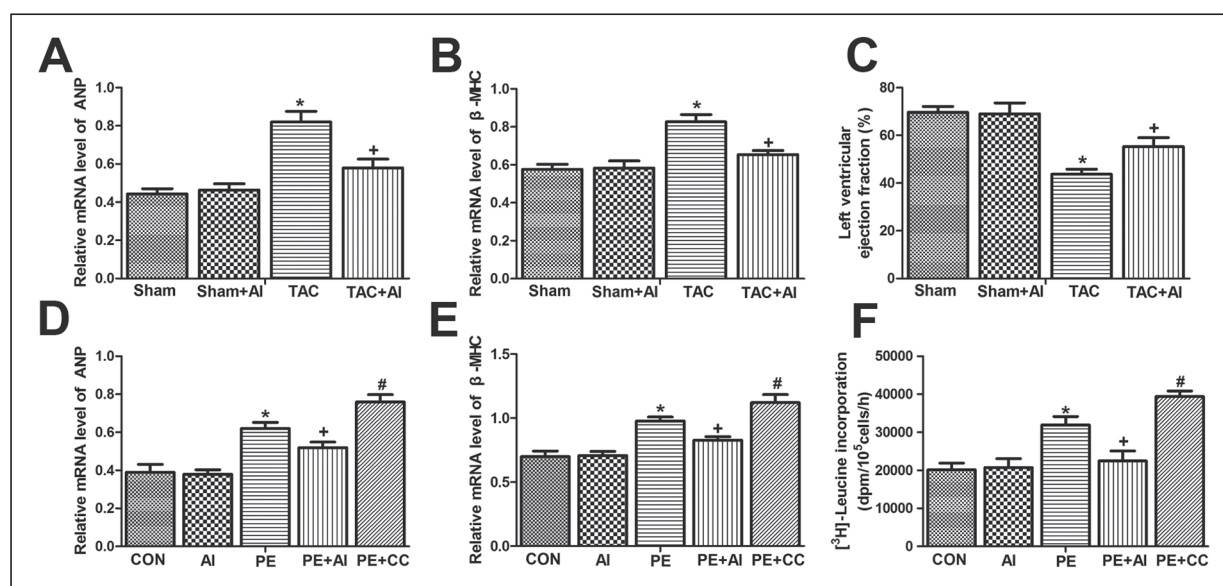 A
Relative mRNA level of ANP
1.0
0.8
0.6
0.4
0.2
0.0
*
+
Sham Sham+AI TAC TAC+AI
B
Relative mRNA level of β-MHC
1.0
0.8
0.6
0.4
0.2
0.0
*
+
Sham Sham+AI TAC TAC+AI
C
Left ventricular
ejection fraction (%)
80
60
40
20
0
*
+
Sham Sham+AI TAC TAC+AI
D
Relative mRNA level of ANP
1.0
0.8
0.6
0.4
0.2
0.0
*
+
#
CON AI PE PE+AI PE+CC
E
Relative mRNA level of β-MHC
1.5
1.0
0.5
0.0
*
+
#
CON AI PE PE+AI PE+CC
F
[³H]-Leucine incorporation
(dpm/10⁵cells/h)
50000
40000
30000
20000
10000
0
*
+
#
CON AI PE PE+AI PE+CC